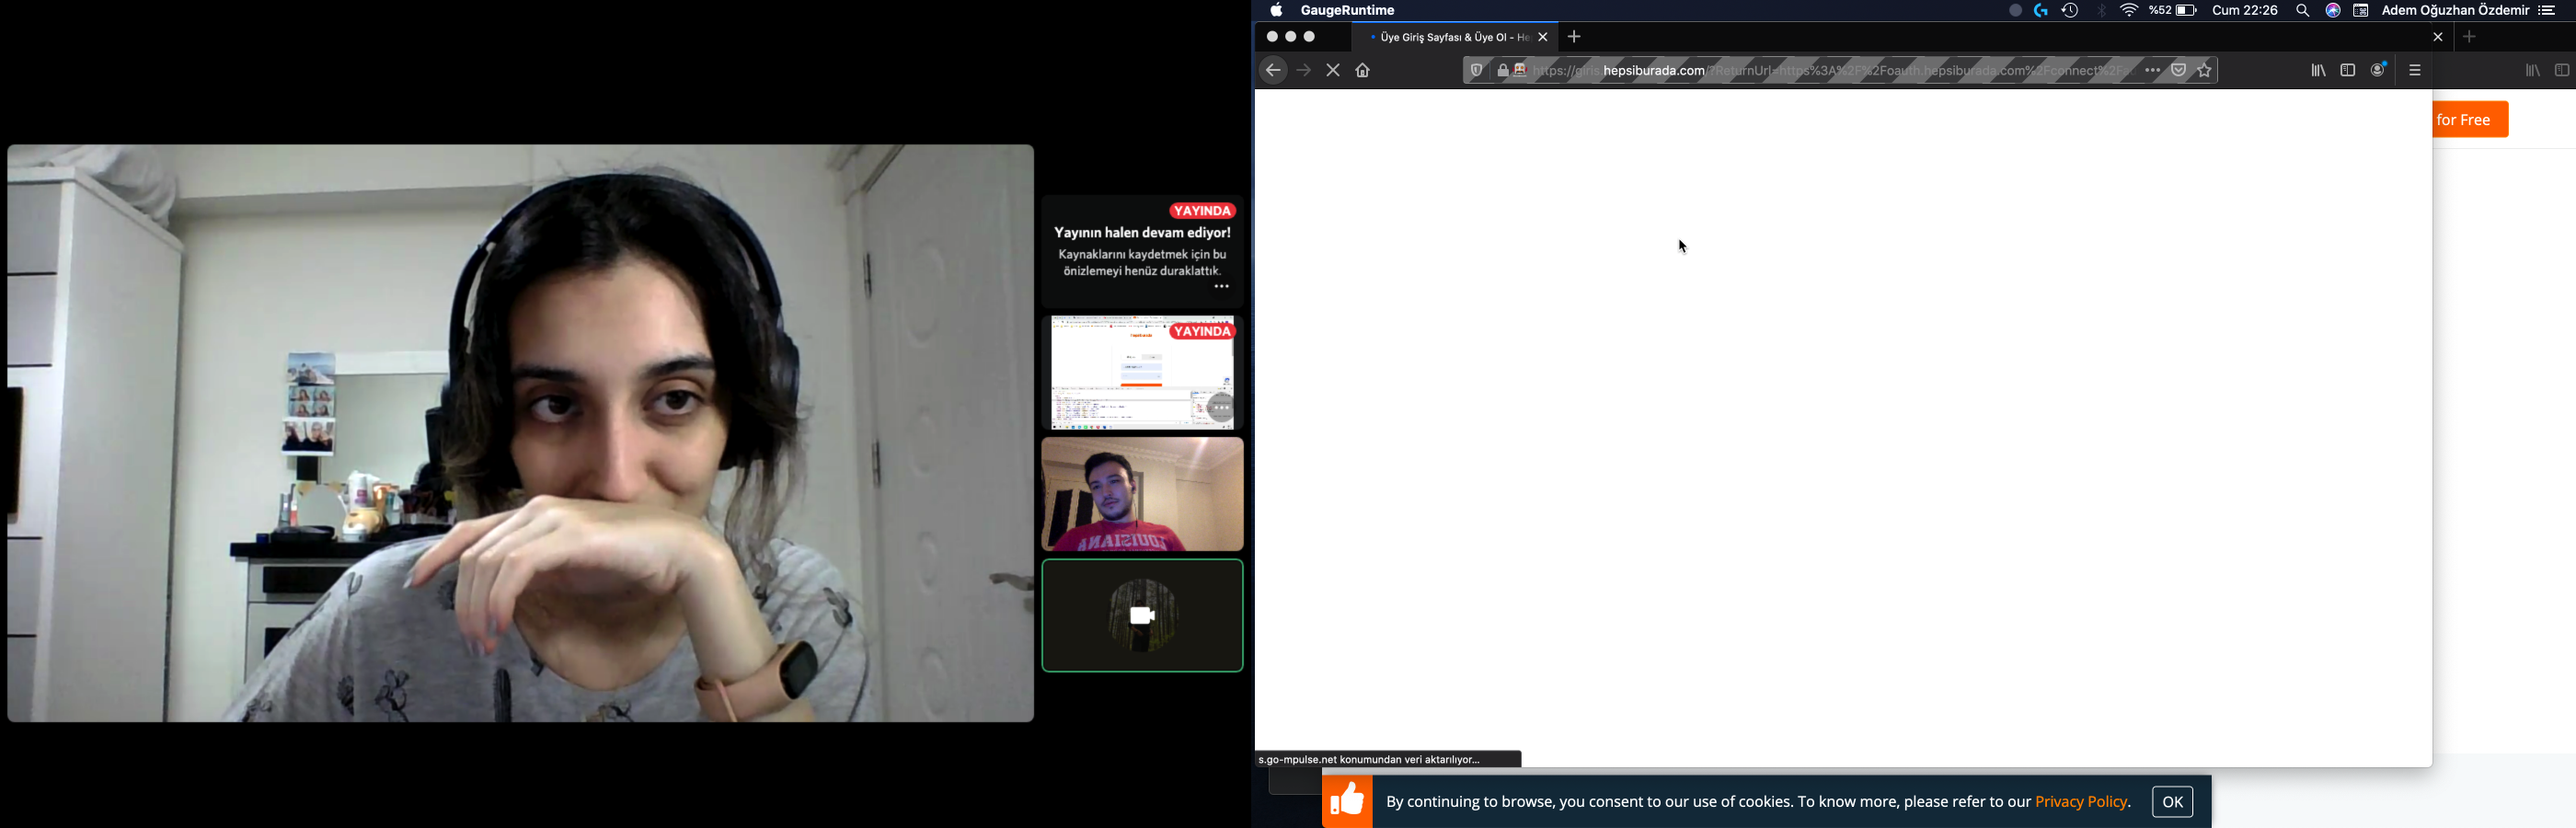 GaugeRuntime
%52
Cum 22:26
Adem Oğuzhan Özdemir
Üye Giriş Sayfası & Üye Ol - He
https://giris.hepsiburada.com/?ReturnUrl=https%3A%2F%2Foauth.hepsiburada.com%2Fconnect%2F
for Free
YAYINDA
Yayının halen devam ediyor!
Kaynaklarını kaydetmek için bu
önizlemeyi henüz duraklattık.
YAYINDA
hepsiburada
LOUISIANA
s.go-mpulse.net konumundan veri aktarılıyor...
By continuing to browse, you consent to our use of cookies. To know more, please refer to our Privacy Policy.
OK